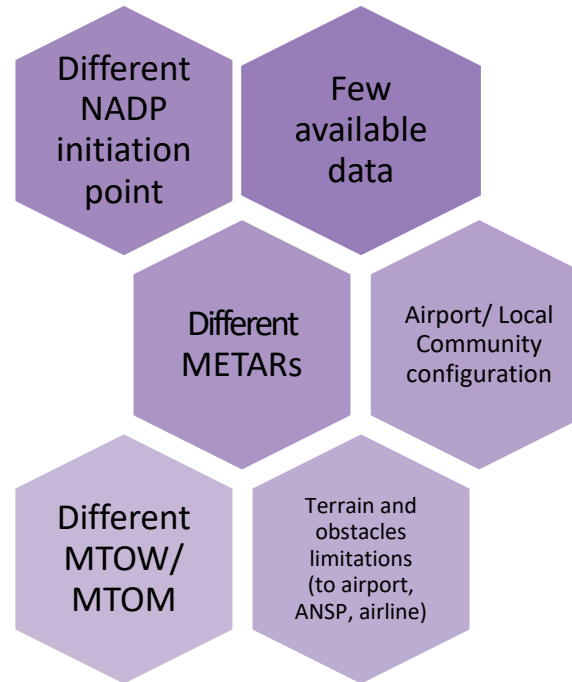 Different
NADP
initiation
point
Few
available
data
Different
METARs
Airport/ Local
Community
configuration
Different
MTOW/
MTOM
Terrain and
obstacles
limitations
(to airport,
ANSP, airline)